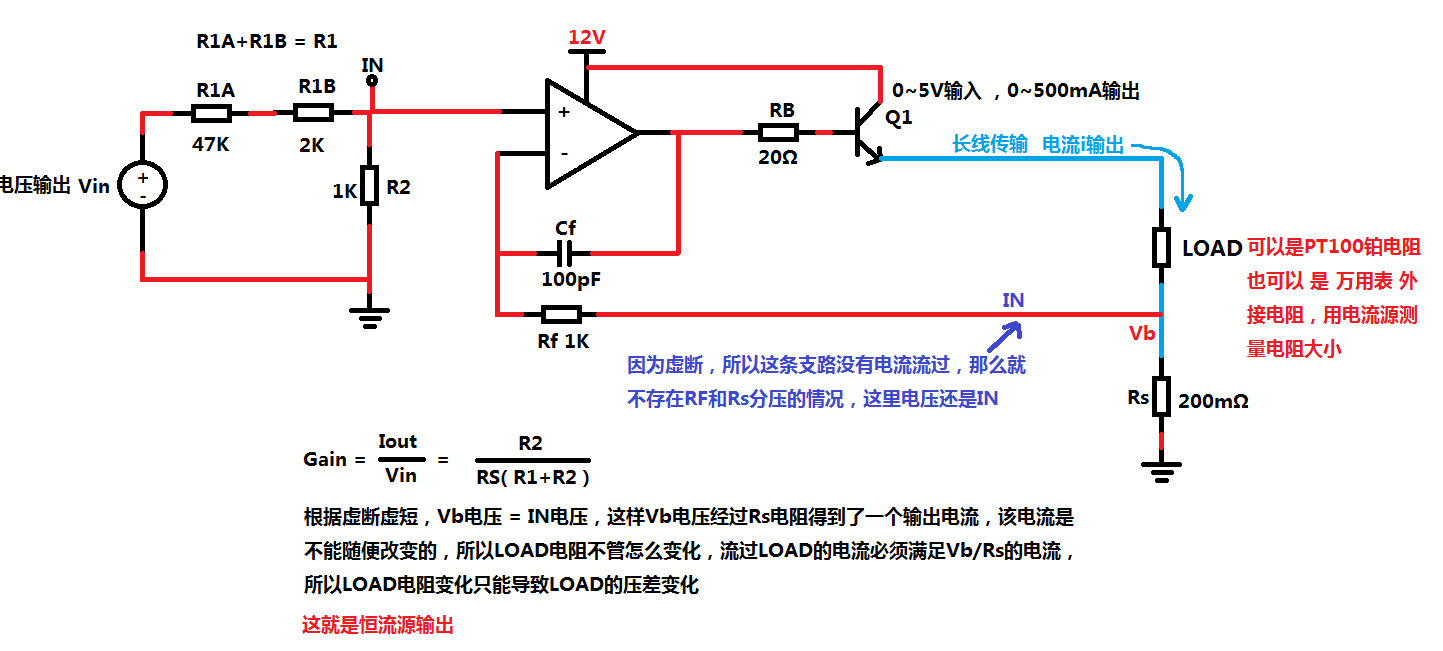 R1A+R1B = R1
12V
IN
R1A
R1B
47K
2K
+
-
RB
20Ω
0~5V输入 ，0~500mA输出
Q1
长线传输 电流i输出
电压输出 Vin
+
-
1K
R2
Cf
100pF
LOAD
可以是PT100铂电阻
也可以 是 万用表 外
接电阻，用电流源测
量电阻大小
IN
Vb
Rf 1K
因为虚断，所以这条支路没有电流流过，那么就
不存在RF和Rs分压的情况，这里电压还是IN
Rs
200mΩ
Gain = Iout / Vin = R2 / RS( R1+R2 )
根据虚断虚短，Vb电压 = IN电压，这样Vb电压经过Rs电阻得到了一个输出电流，该电流是
不能随便改变的，所以LOAD电阻不管怎么变化，流过LOAD的电流必须满足Vb/Rs的电流，
所以LOAD电阻变化只能导致LOAD的压差变化
这就是恒流源输出